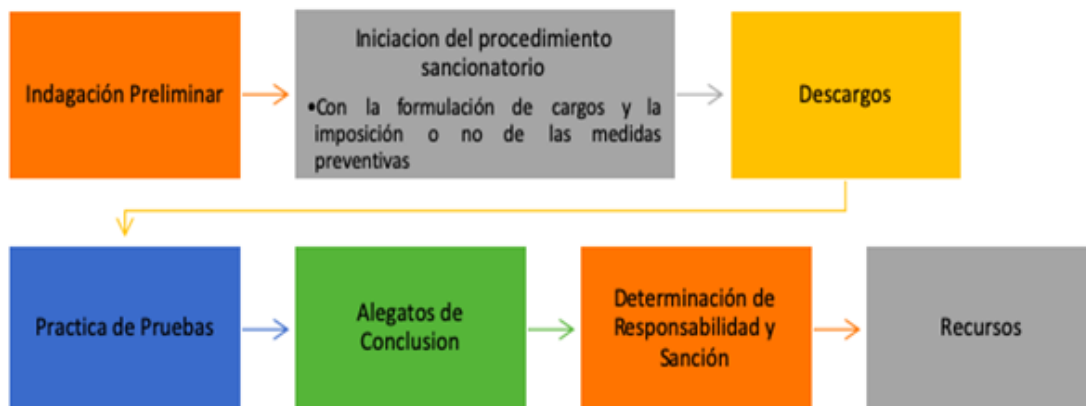 Indagación Preliminar
Iniciacion del procedimiento
sancionatorio
•Con la formulación de cargos y la
imposición o no de las medidas
preventivas
Descargos
Practica de Pruebas
Alegatos de
Conclusion
Determinación de
Responsabilidad y
Sanción
Recursos